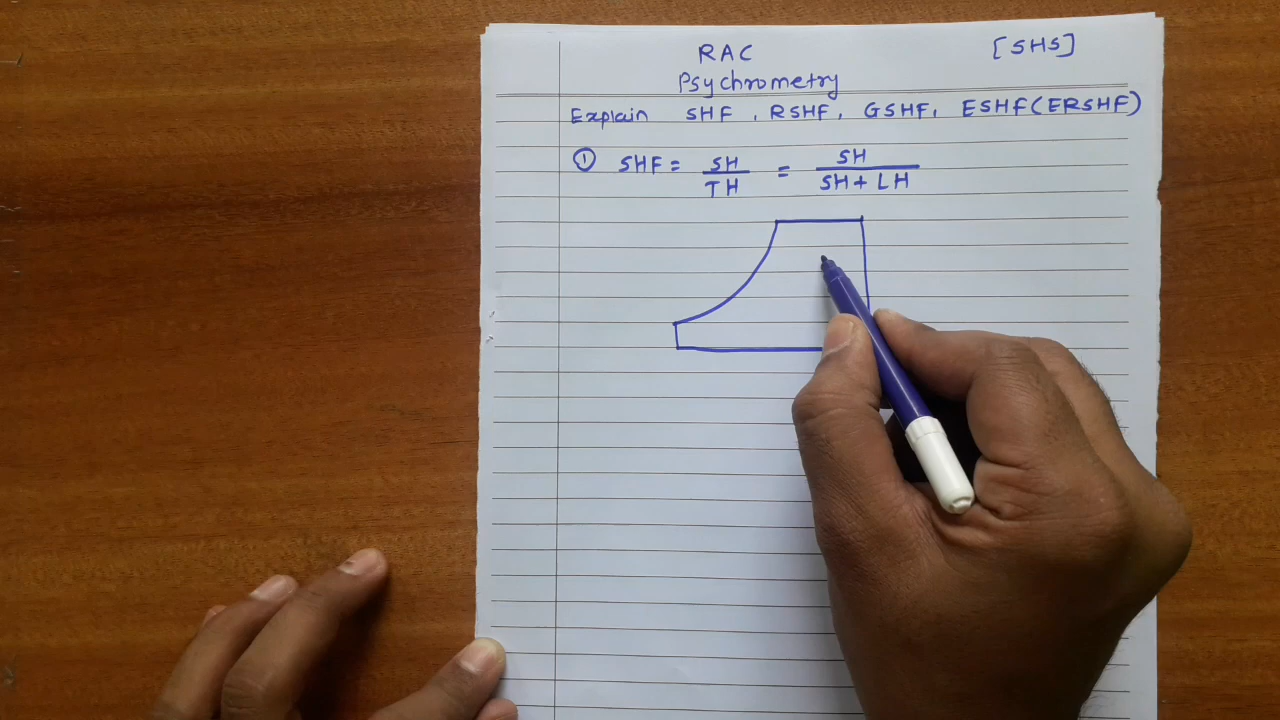 RAC [SHS]
Psychrometry
Explain SHF, RSHF, GSHF, ESHF(ERSHF)
① SHF = SH/TH = SH/SH + LH